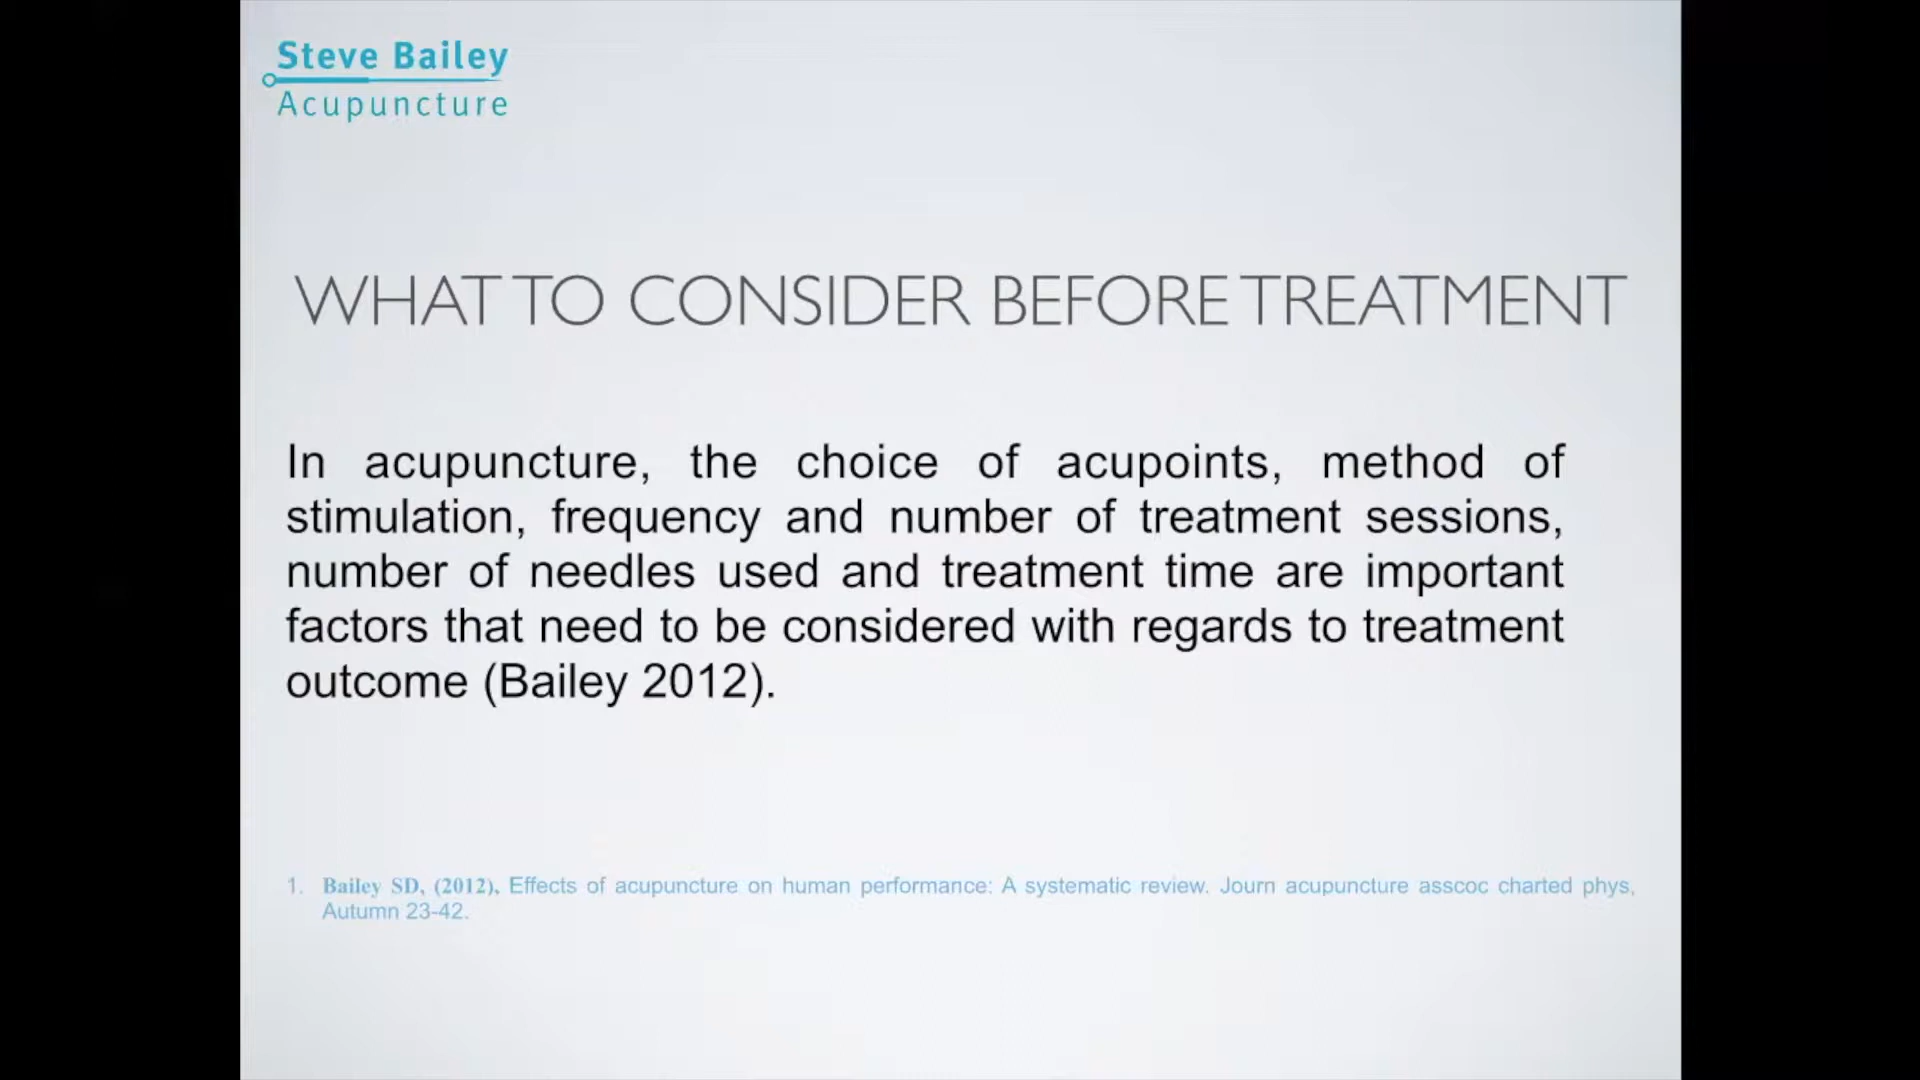 Steve Bailey
Acupuncture
WHAT TO CONSIDER BEFORE TREATMENT
In acupuncture, the choice of acupoints, method of
stimulation, frequency and number of treatment sessions,
number of needles used and treatment time are important
factors that need to be considered with regards to treatment
outcome (Bailey 2012).
1. Bailey SD, (2012), Effects of acupuncture on human performance: A systematic review. Journ acupuncture asscoc charted phys,
Autumn 23-42.